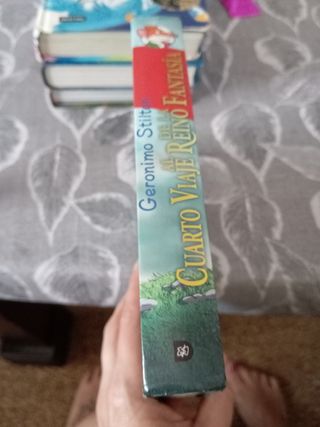 Geronimo Stilton
CUARTO VIAJE
AL REINO
DE LA FANTASÍA